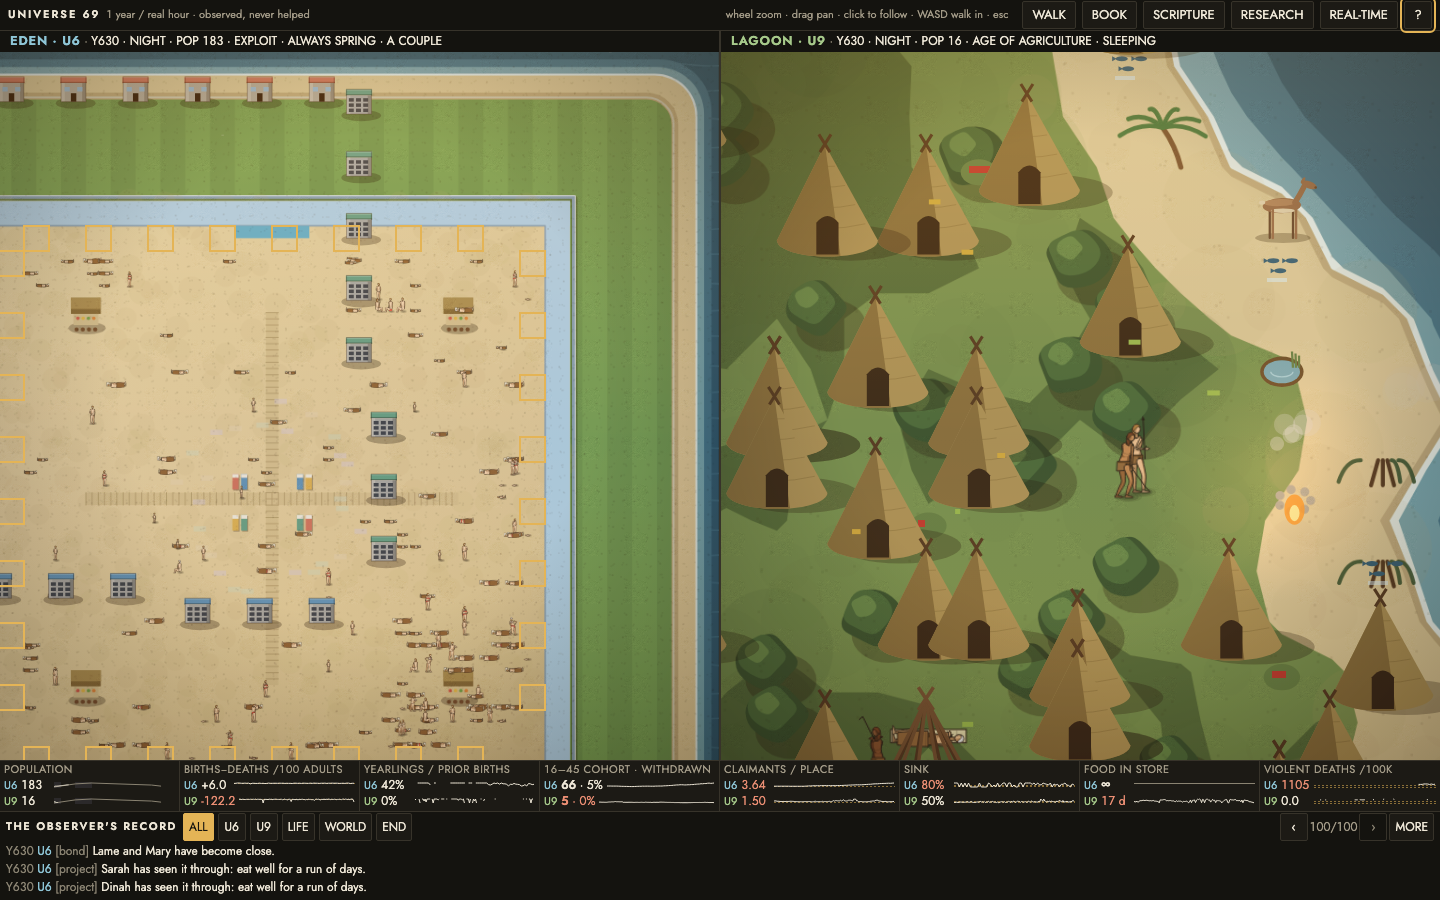 UNIVERSE 69 1 year / real hour · observed, never helped
wheel zoom · drag pan · click to follow · WASD walk in · esc WALK BOOK SCRIPTURE RESEARCH REAL-TIME ?
EDEN · U6 · Y630 · NIGHT · POP 183 · EXPLOIT · ALWAYS SPRING · A COUPLE
LAGOON · U9 · Y630 · NIGHT · POP 16 · AGE OF AGRICULTURE · SLEEPING
POPULATION
U6 183
U9 16
BIRTHS–DEATHS /100 ADULTS
U6 +6.0
U9 -122.2
YEARLINGS / PRIOR BIRTHS
U6 42%
U9 0%
16–45 COHORT · WITHDRAWN
U6 66 · 5%
U9 5 · 0%
CLAIMANTS / PLACE
U6 3.64
U9 1.50
SINK
U6 80%
U9 50%
FOOD IN STORE
U6 ∞
U9 17 d
VIOLENT DEATHS /100K
U6 1105
U9 0.0
THE OBSERVER'S RECORD ALL U6 U9 LIFE WORLD END ‹ 100/100 › MORE
Y630 U6 [bond] Lame and Mary have become close.
Y630 U6 [project] Sarah has seen it through: eat well for a run of days.
Y630 U6 [project] Dinah has seen it through: eat well for a run of days.